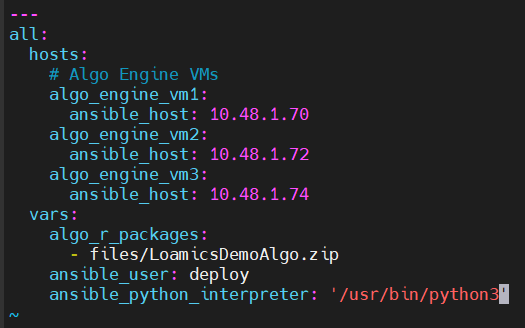 ---
all:
  hosts:
    # Algo Engine VMs
    algo_engine_vm1:
      ansible_host: 10.48.1.70
    algo_engine_vm2:
      ansible_host: 10.48.1.72
    algo_engine_vm3:
      ansible_host: 10.48.1.74
  vars:
    algo_r_packages:
      - files/LoamicsDemoAlgo.zip
    ansible_user: deploy
    ansible_python_interpreter: '/usr/bin/python3'
~